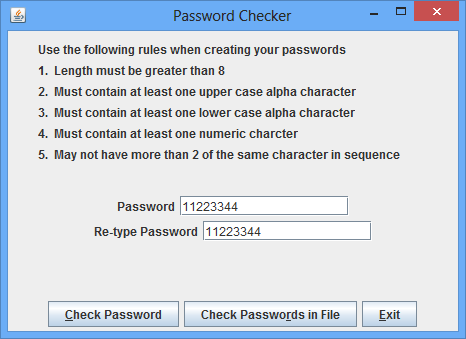 Password Checker
Use the following rules when creating your passwords
1. Length must be greater than 8
2. Must contain at least one upper case alpha character
3. Must contain at least one lower case alpha character
4. Must contain at least one numeric charcter
5. May not have more than 2 of the same character in sequence
Password 11223344
Re-type Password 11223344
Check Password Check Passwords in File Exit